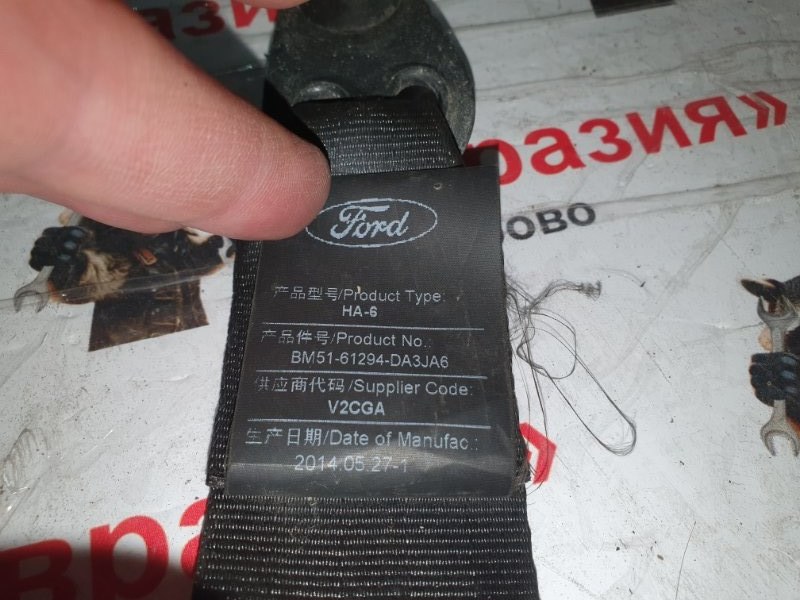 разия»
ово
Ford
产品型号/Product Type:
HA-6
产品件号/Product No.:
BM51-61294-DA3JA6
供应商代码/Supplier Code:
V2CGA
生产日期/Date of Manufac.:
2014.05.27-1
»
вра
разия»